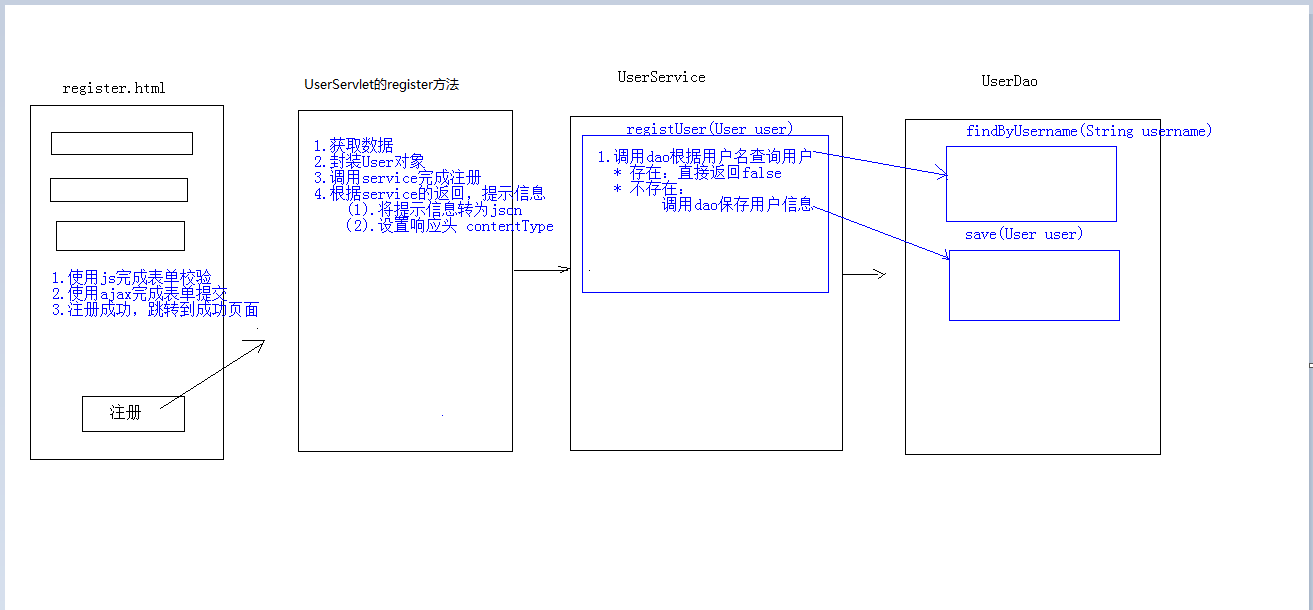 register.html
1.使用js完成表单校验
2.使用ajax完成表单提交
3.注册成功，跳转到成功页面
注册
UserServlet的register方法
1.获取数据
2.封装User对象
3.调用service完成注册
4.根据service的返回，提示信息
(1).将提示信息转为json
(2).设置响应头 contentType
UserService
registUser(User user)
1.调用dao根据用户名查询用户
* 存在：直接返回false
* 不存在：
调用dao保存用户信息
UserDao
findByUsername(String username)
save(User user)